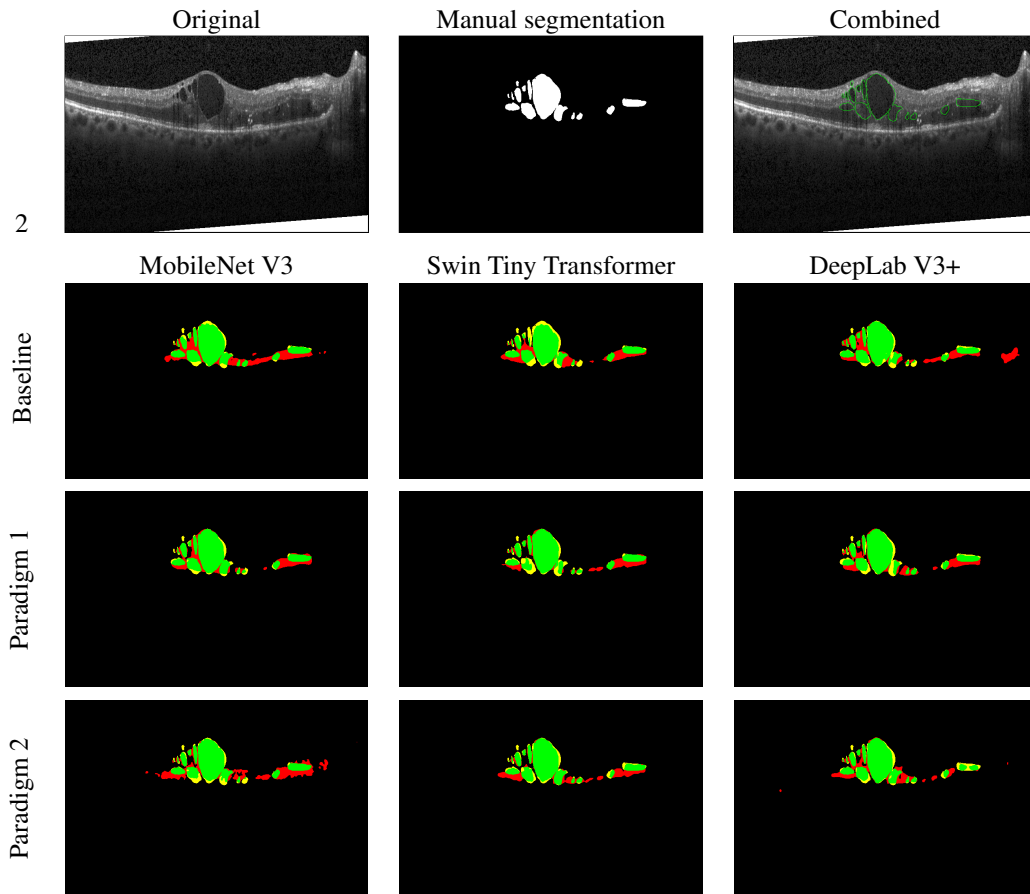 Original Manual segmentation Combined
2
MobileNet V3 Swin Tiny Transformer DeepLab V3+
Baseline
Paradigm 1
Paradigm 2